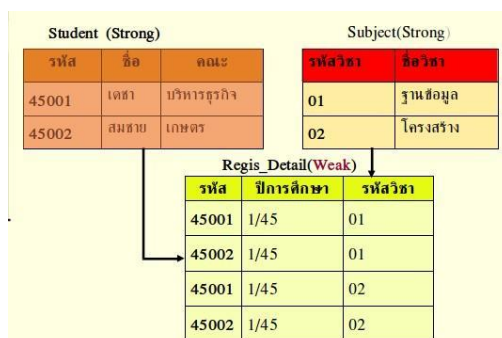 Student (Strong)
Subject(Strong)
รหัส ชื่อ คณะ
45001 เดชา บริหารธุรกิจ
45002 สมชาย เกษตร
รหัสวิชา ชื่อวิชา
01 ฐานข้อมูล
02 โครงสร้าง
Regis_Detail(Weak)
รหัส ปีการศึกษา รหัสวิชา
45001 1/45 01
45002 1/45 01
45001 1/45 02
45002 1/45 02